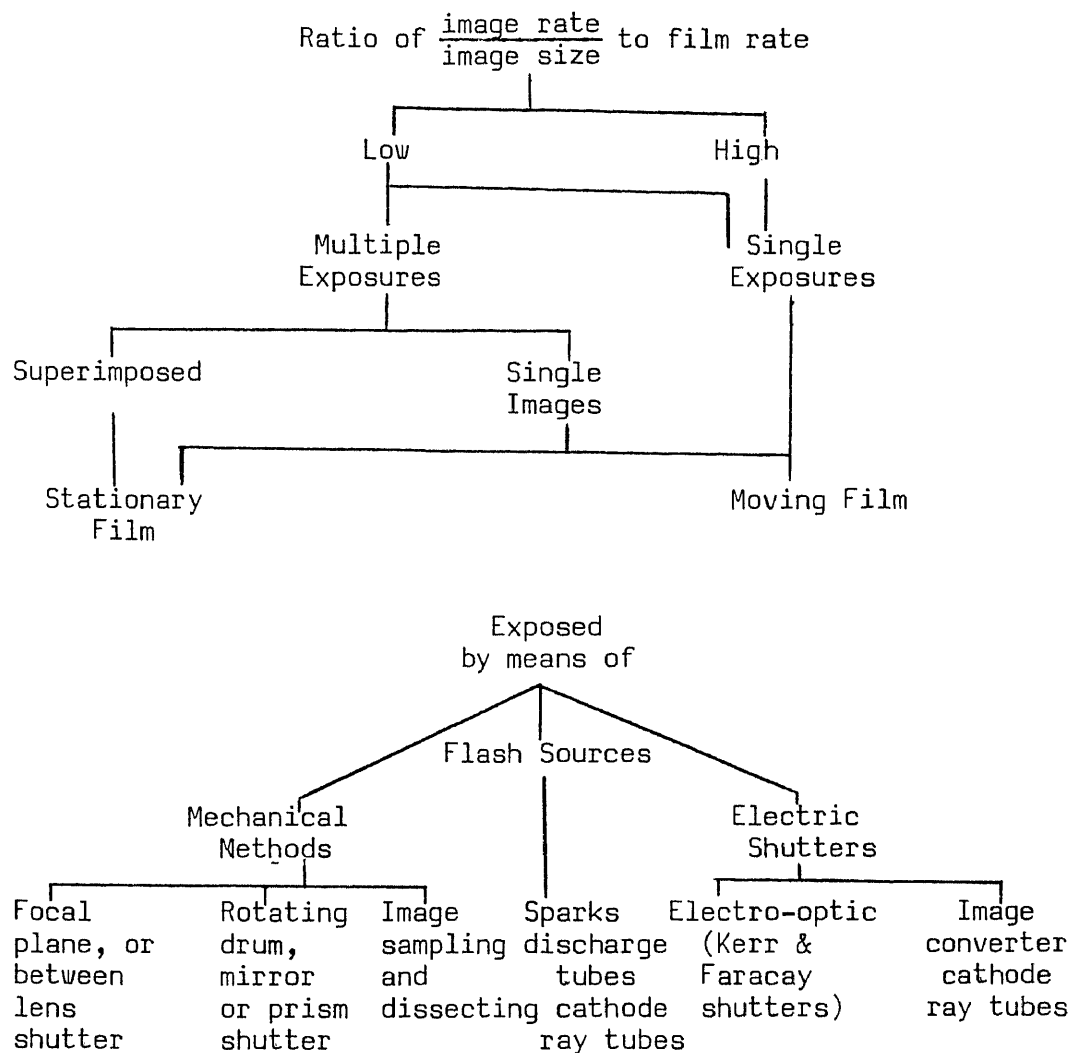 Ratio of image rate / image size to film rate
Low
High
Multiple
Exposures
Single
Exposures
Superimposed
Single
Images
Stationary
Film
Moving Film
Exposed
by means of
Flash Sources
Mechanical
Methods
Electric
Shutters
Focal
plane, or
between
lens
shutter
Rotating
drum,
mirror
or prism
shutter
Image
sampling
and
dissecting
Sparks
discharge
tubes
cathode
ray tubes
Electro-optic
(Kerr &
Faracay
shutters)
Image
converter
cathode
ray tubes